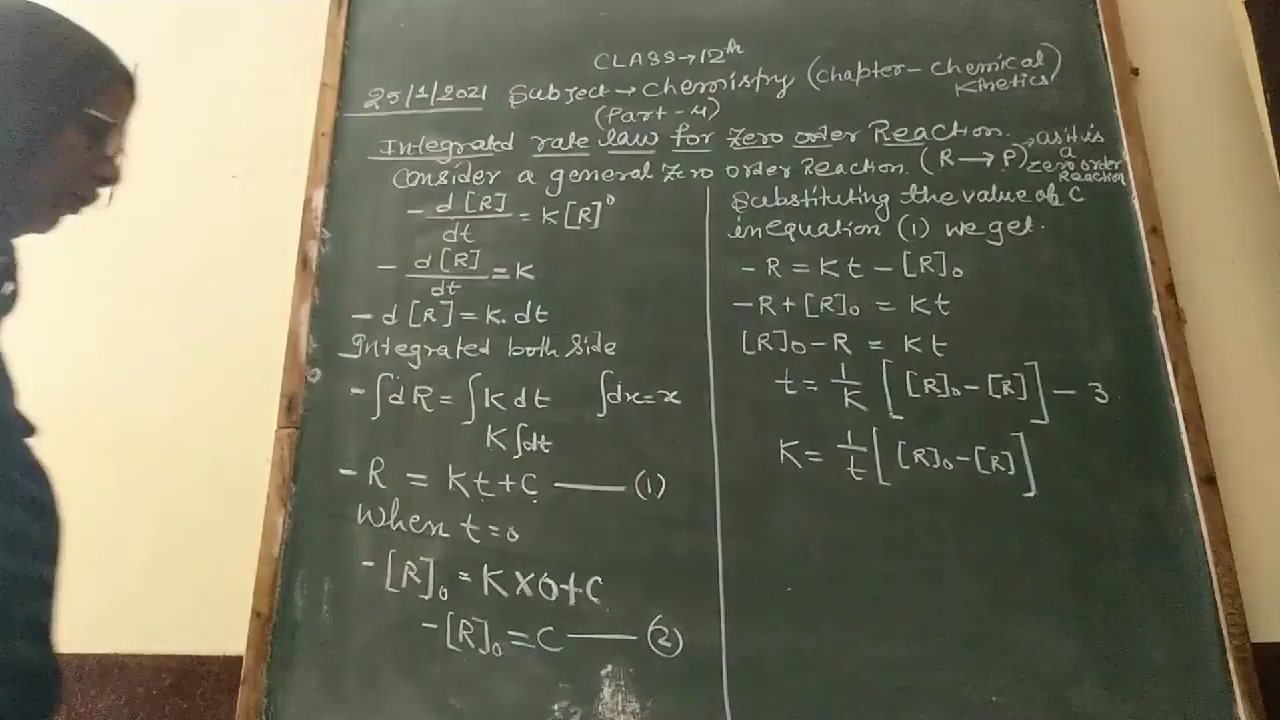 CLASS→12th
25/1/2021 Subject→Chemistry (Chapter-Chemical Kinetics)
(Part-4)
Integrated rate law for Zero order Reaction.
Consider a general Zero order Reaction. (R→P) →as it is a zero order Reaction
-d[R]/dt = K[R]⁰
-d[R]/dt = K
-d[R] = K. dt
Integrated both side
-∫dR = ∫K dt ∫dx=x
K∫dt
-R = Kt+C —— (1)
When t=0
-[R]₀ = K×0+C
-[R]₀ = C —— (2)
Substituting the value of C
in equation (1) we get.
-R = Kt-[R]₀
-R+[R]₀ = Kt
[R]₀-R = Kt
t = 1/K [[R]₀-[R]] - 3
K = 1/t [[R]₀-[R]]